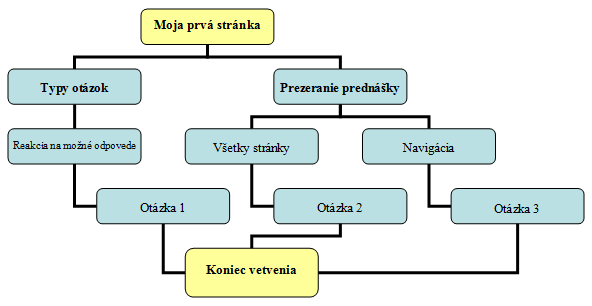 Moja prvá stránka
Typy otázok
Prezeranie prednášky
Reakcia na možné odpovede
Všetky stránky
Navigácia
Otázka 1
Otázka 2
Otázka 3
Koniec vetvenia